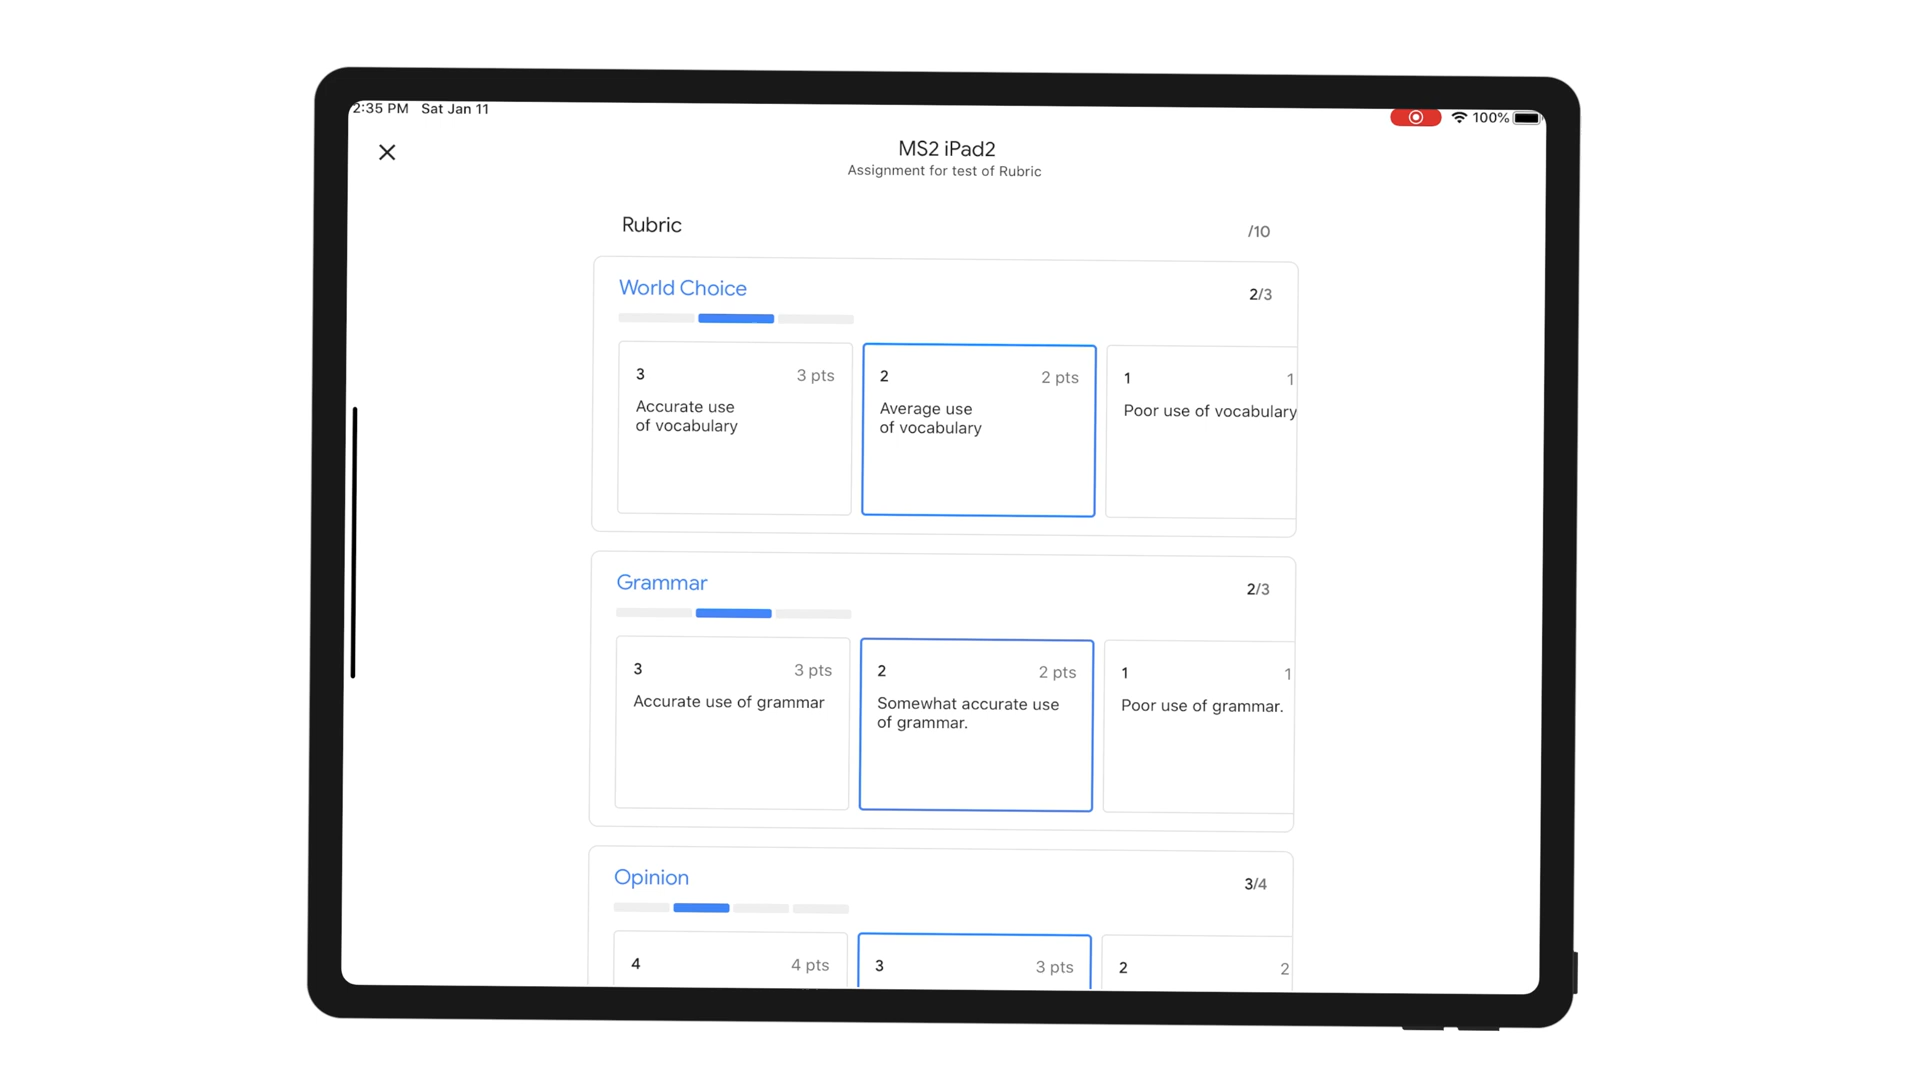 2:35 PM Sat Jan 11
100%
MS2 iPad2
Assignment for test of Rubric
Rubric
/10
World Choice
2/3
3 3 pts
Accurate use
of vocabulary
2 2 pts
Average use
of vocabulary
1 1
Poor use of vocabulary
Grammar
2/3
3 3 pts
Accurate use of grammar
2 2 pts
Somewhat accurate use
of grammar.
1 1
Poor use of grammar.
Opinion
3/4
4 4 pts
3 3 pts
2 2